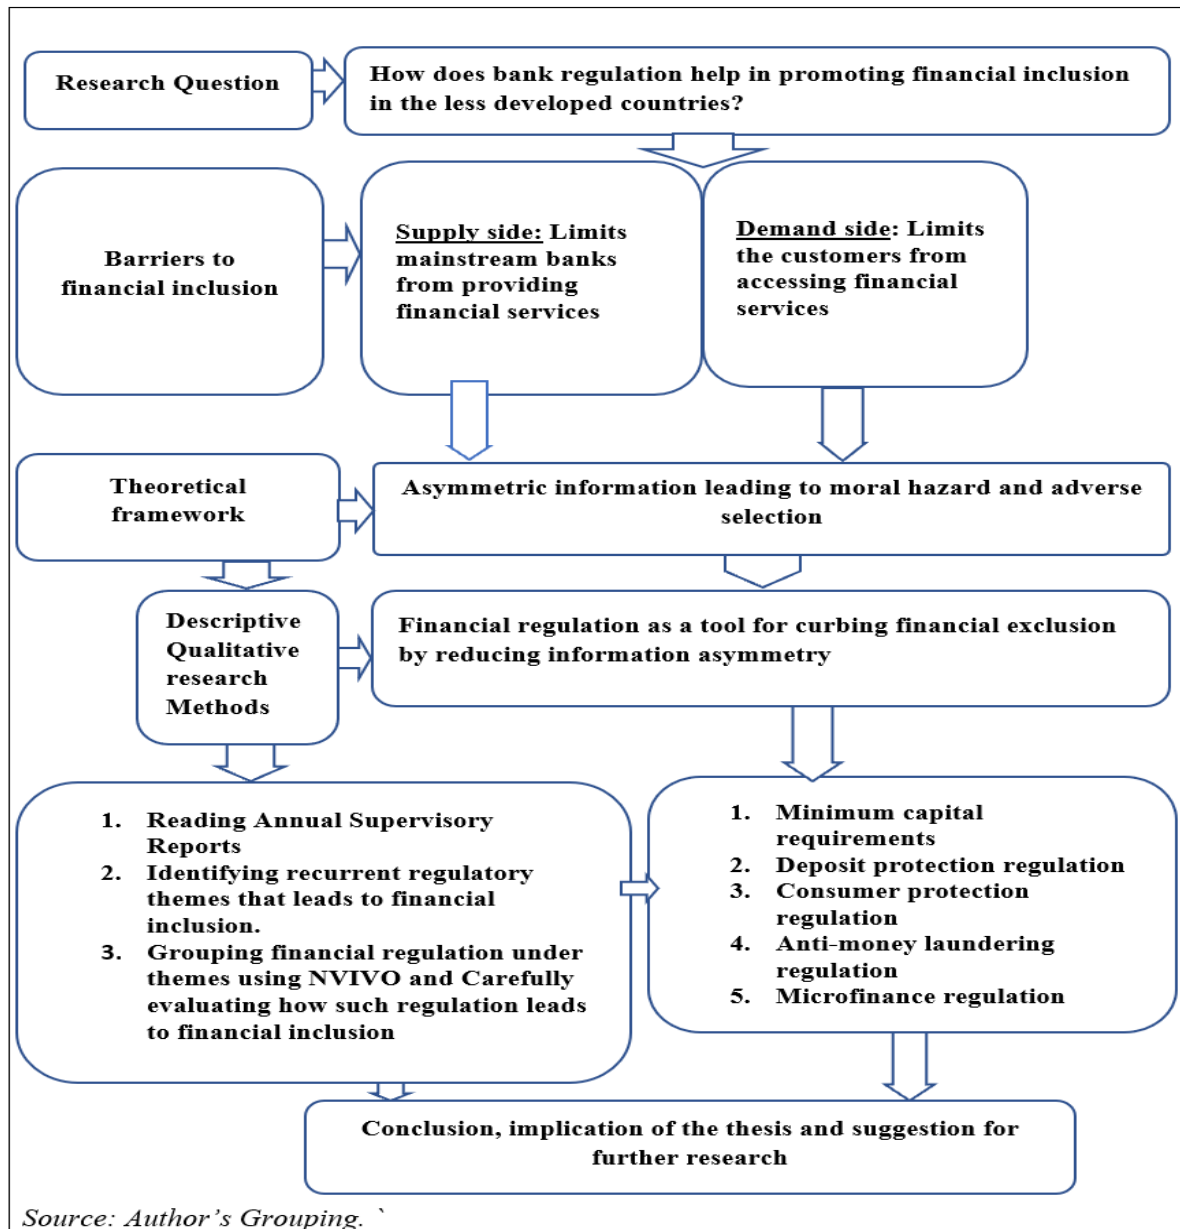 Research Question
How does bank regulation help in promoting financial inclusion
in the less developed countries?
Barriers to
financial inclusion
Supply side: Limits
mainstream banks
from providing
financial services
Demand side: Limits
the customers from
accessing financial
services
Theoretical
framework
Asymmetric information leading to moral hazard and adverse
selection
Descriptive
Qualitative
research
Methods
Financial regulation as a tool for curbing financial exclusion
by reducing information asymmetry
1. Reading Annual Supervisory
Reports
2. Identifying recurrent regulatory
themes that leads to financial
inclusion.
3. Grouping financial regulation under
themes using NVIVO and Carefully
evaluating how such regulation leads
to financial inclusion
1. Minimum capital
requirements
2. Deposit protection regulation
3. Consumer protection
regulation
4. Anti-money laundering
regulation
5. Microfinance regulation
Conclusion, implication of the thesis and suggestion for
further research
Source: Author’s Grouping. `